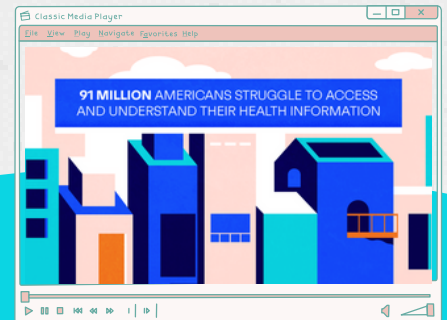 Classic Media Player
File View Play Navigate Favorites Help
91 MILLION AMERICANS STRUGGLE TO ACCESS
AND UNDERSTAND THEIR HEALTH INFORMATION